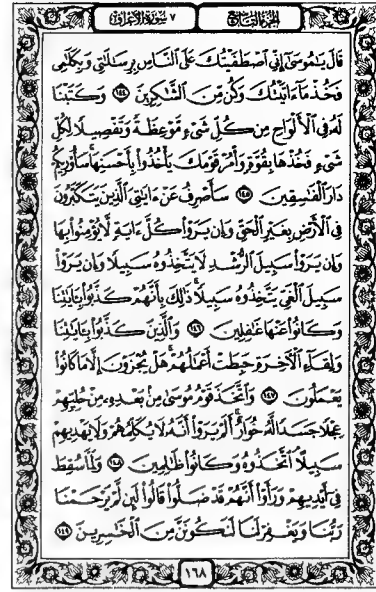 الجزء التاسع
٧ سورة الأعراف
قَالَ يَٰمُوسَىٰٓ إِنِّي ٱصۡطَفَيۡتُكَ عَلَى ٱلنَّاسِ بِرِسَٰلَٰتِي وَبِكَلَٰمِي
فَخُذۡ مَآ ءَاتَيۡتُكَ وَكُن مِّنَ ٱلشَّٰكِرِينَ ١٤٤ وَكَتَبۡنَا
لَهُۥ فِي ٱلۡأَلۡوَاحِ مِن كُلِّ شَيۡءٖ مَّوۡعِظَةٗ وَتَفۡصِيلٗا لِّكُلِّ
شَيۡءٖ فَخُذۡهَا بِقُوَّةٖ وَأۡمُرۡ قَوۡمَكَ يَأۡخُذُواْ بِأَحۡسَنِهَاۚ سَأُوْرِيكُمۡ
دَارَ ٱلۡفَٰسِقِينَ ١٤٥ سَأَصۡرِفُ عَنۡ ءَايَٰتِيَ ٱلَّذِينَ يَتَكَبَّرُونَ
فِي ٱلۡأَرۡضِ بِغَيۡرِ ٱلۡحَقِّ وَإِن يَرَوۡاْ كُلَّ ءَايَةٖ لَّا يُؤۡمِنُواْ بِهَا
وَإِن يَرَوۡاْ سَبِيلَ ٱلرُّشۡدِ لَا يَتَّخِذُوهُ سَبِيلٗا وَإِن يَرَوۡاْ
سَبِيلَ ٱلۡغَيِّ يَتَّخِذُوهُ سَبِيلٗاۚ ذَٰلِكَ بِأَنَّهُمۡ كَذَّبُواْ بِـَٔايَٰتِنَا
وَكَانُواْ عَنۡهَا غَٰفِلِينَ ١٤٦ وَٱلَّذِينَ كَذَّبُواْ بِـَٔايَٰتِنَا
وَلِقَآءِ ٱلۡأٓخِرَةِ حَبِطَتۡ أَعۡمَٰلُهُمۡۚ هَلۡ يُجۡزَوۡنَ إِلَّا مَا كَانُواْ
يَعۡمَلُونَ ١٤٧ وَٱتَّخَذَ قَوۡمُ مُوسَىٰ مِنۢ بَعۡدِهِۦ مِنۡ حُلِيِّهِمۡ
عِجۡلٗا جَسَدٗا لَّهُۥ خُوَارٌۚ أَلَمۡ يَرَوۡاْ أَنَّهُۥ لَا يُكَلِّمُهُمۡ وَلَا يَهۡدِيهِمۡ
سَبِيلًاۘ ٱتَّخَذُوهُ وَكَانُواْ ظَٰلِمِينَ ١٤٨ وَلَمَّا سُقِطَ
فِيٓ أَيۡدِيهِمۡ وَرَأَوۡاْ أَنَّهُمۡ قَدۡ ضَلُّواْ قَالُواْ لَئِن لَّمۡ يَرۡحَمۡنَا
رَبُّنَا وَيَغۡفِرۡ لَنَا لَنَكُونَنَّ مِنَ ٱلۡخَٰسِرِينَ ١٤٩
١٦٨